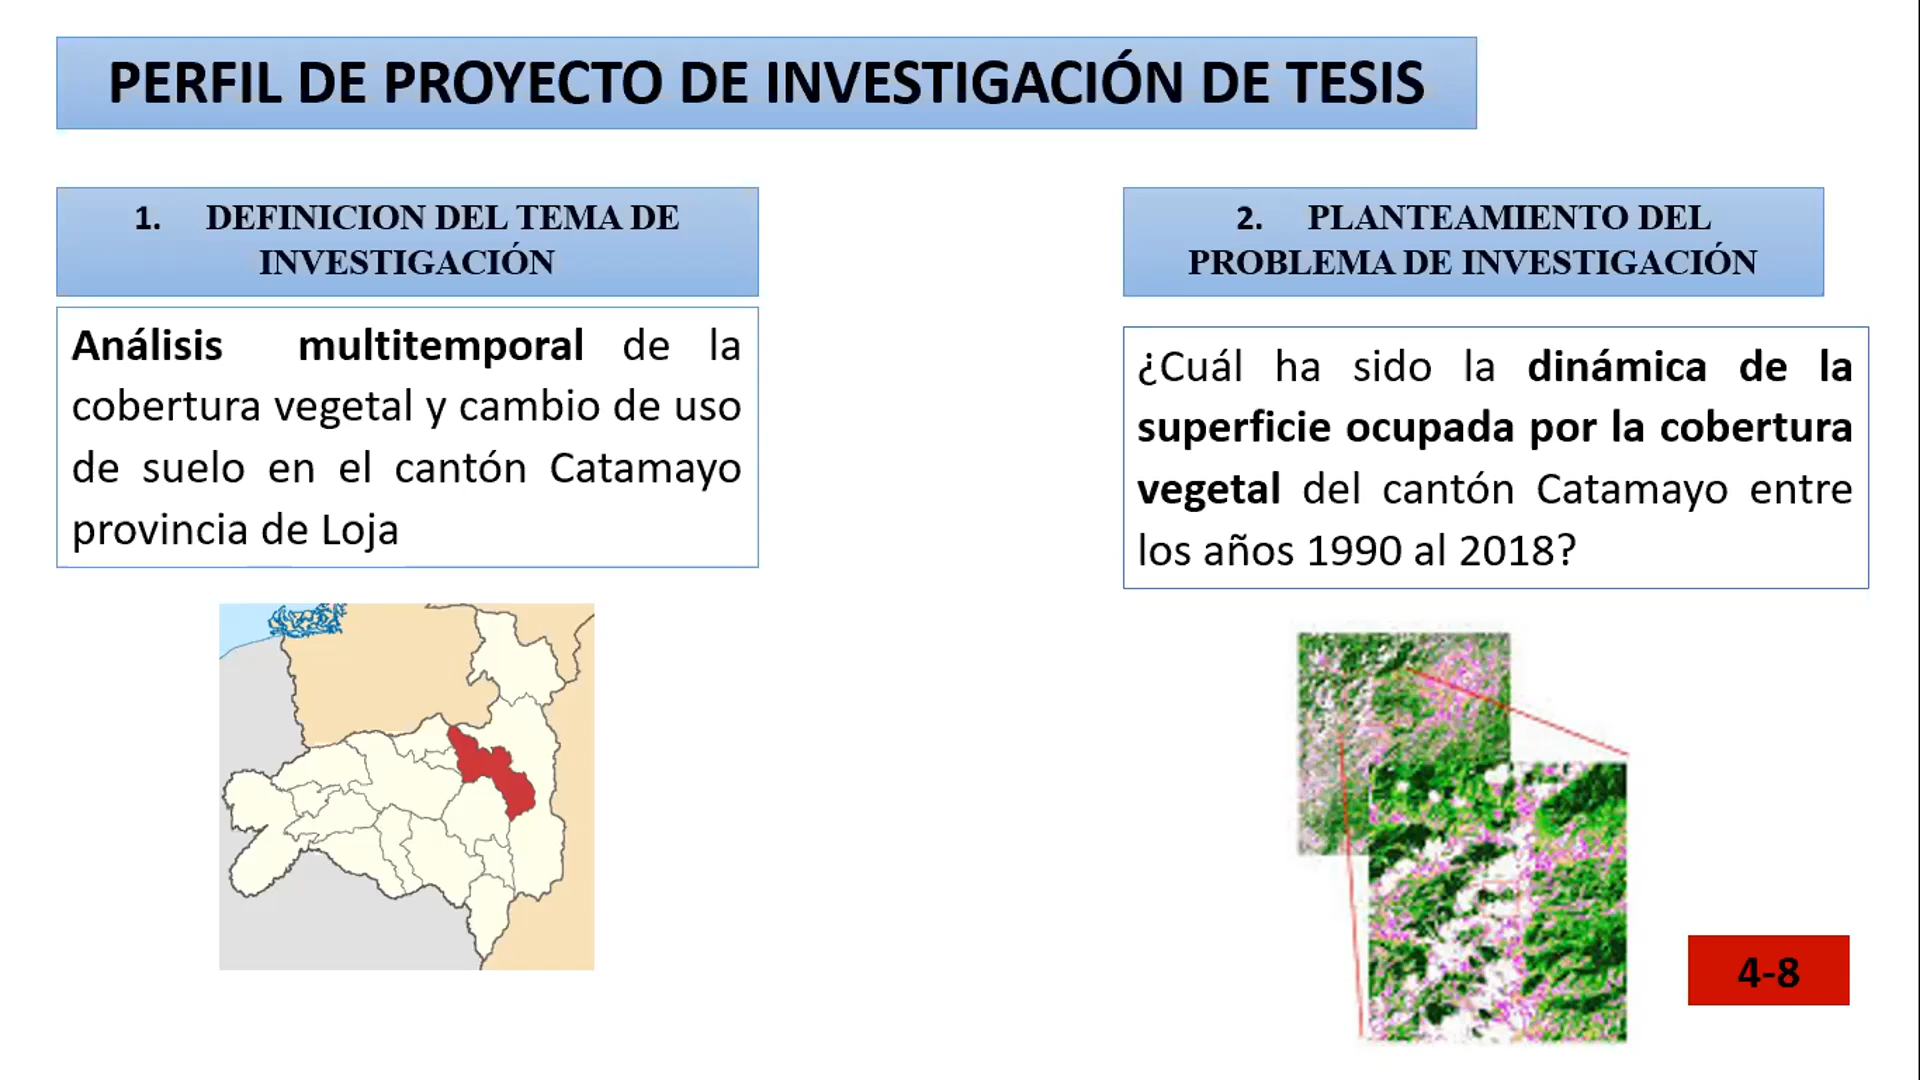 PERFIL DE PROYECTO DE INVESTIGACIÓN DE TESIS
1. DEFINICION DEL TEMA DE
INVESTIGACIÓN
Análisis multitemporal de la
cobertura vegetal y cambio de uso
de suelo en el cantón Catamayo
provincia de Loja
2. PLANTEAMIENTO DEL
PROBLEMA DE INVESTIGACIÓN
¿Cuál ha sido la dinámica de la
superficie ocupada por la cobertura
vegetal del cantón Catamayo entre
los años 1990 al 2018?
4-8